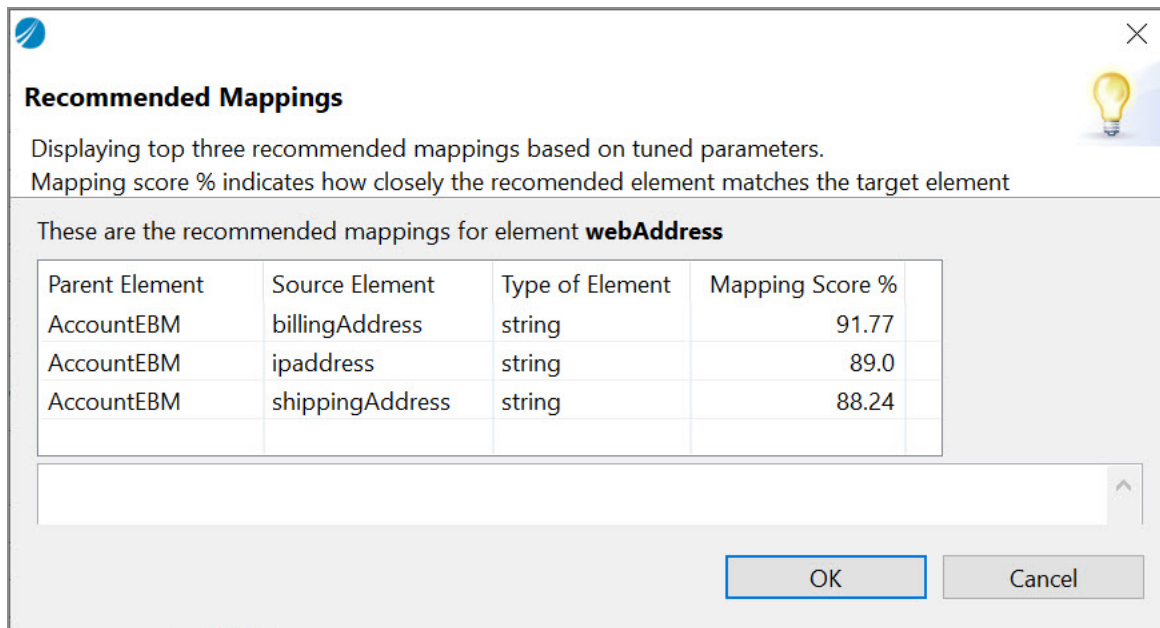 Recommended Mappings
Displaying top three recommended mappings based on tuned parameters.
Mapping score % indicates how closely the recomended element matches the target element
These are the recommended mappings for element webAddress
Parent Element Source Element Type of Element Mapping Score %
AccountEBM billingAddress string 91.77
AccountEBM ipaddress string 89.0
AccountEBM shippingAddress string 88.24
OK Cancel